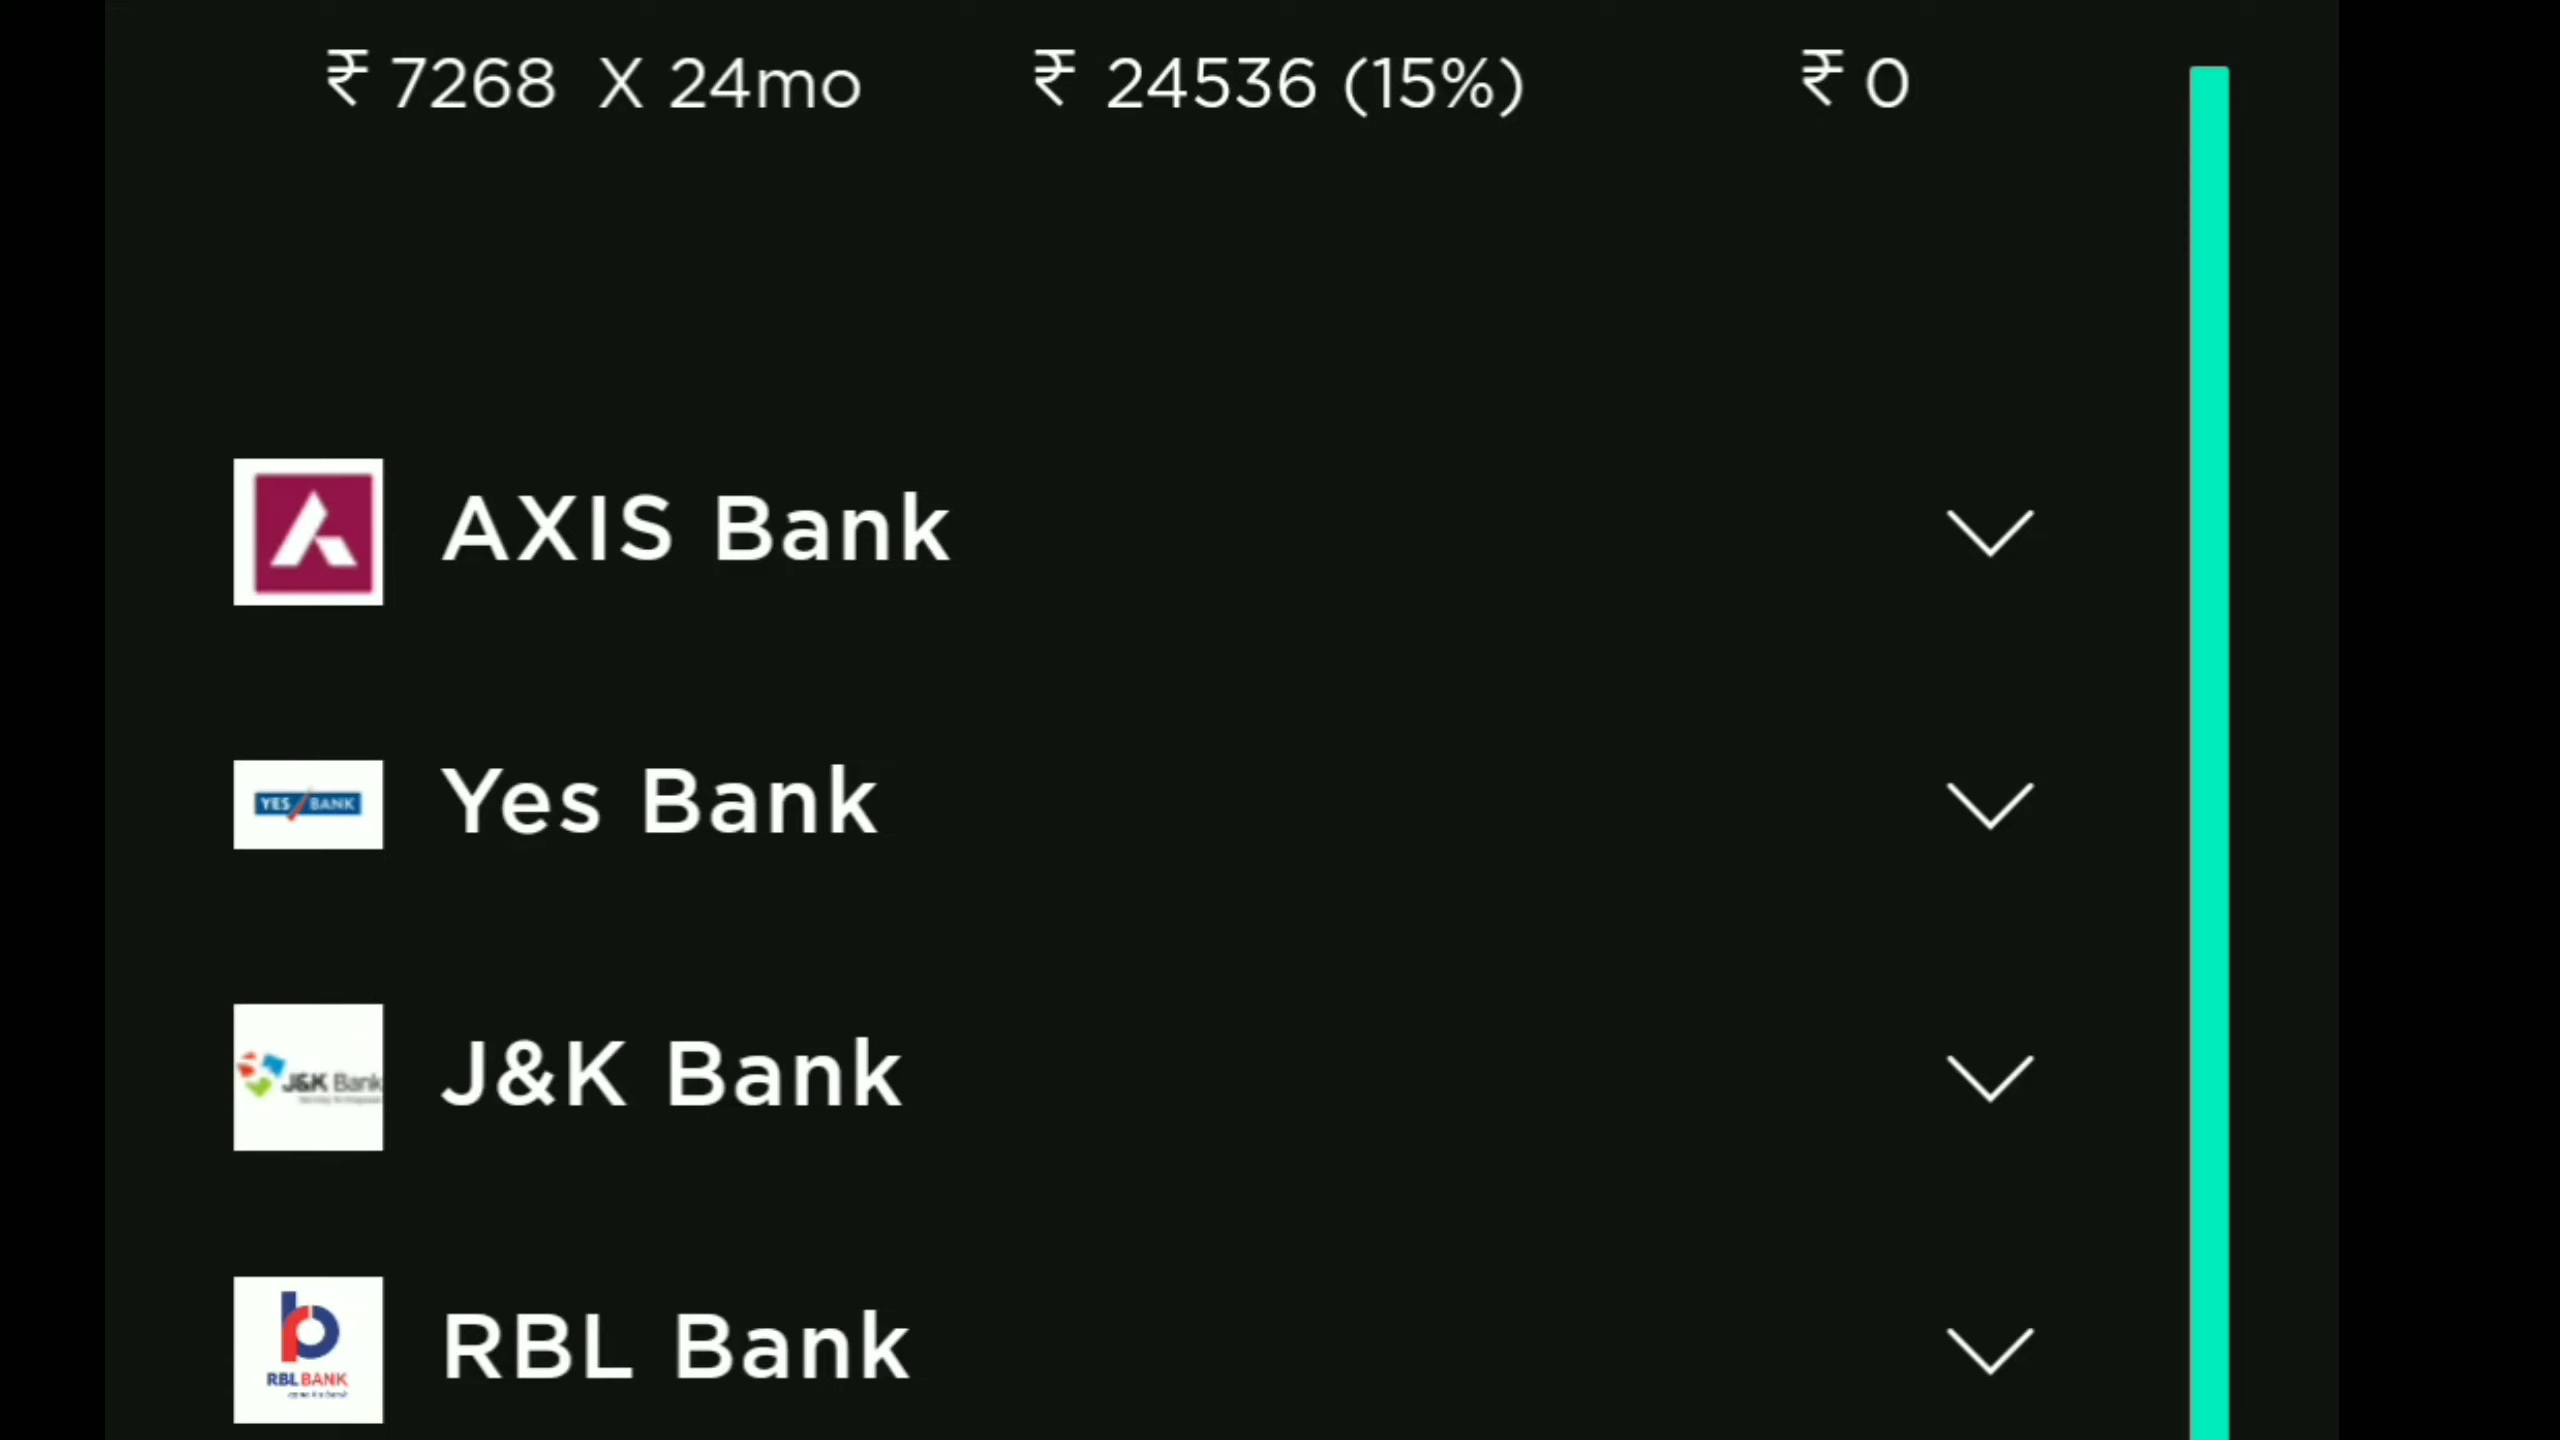 ₹ 7268 X 24mo ₹ 24536 (15%) ₹ 0
AXIS Bank
YES BANK Yes Bank
J&K Bank J&K Bank
RBL Bank
RBL BANK